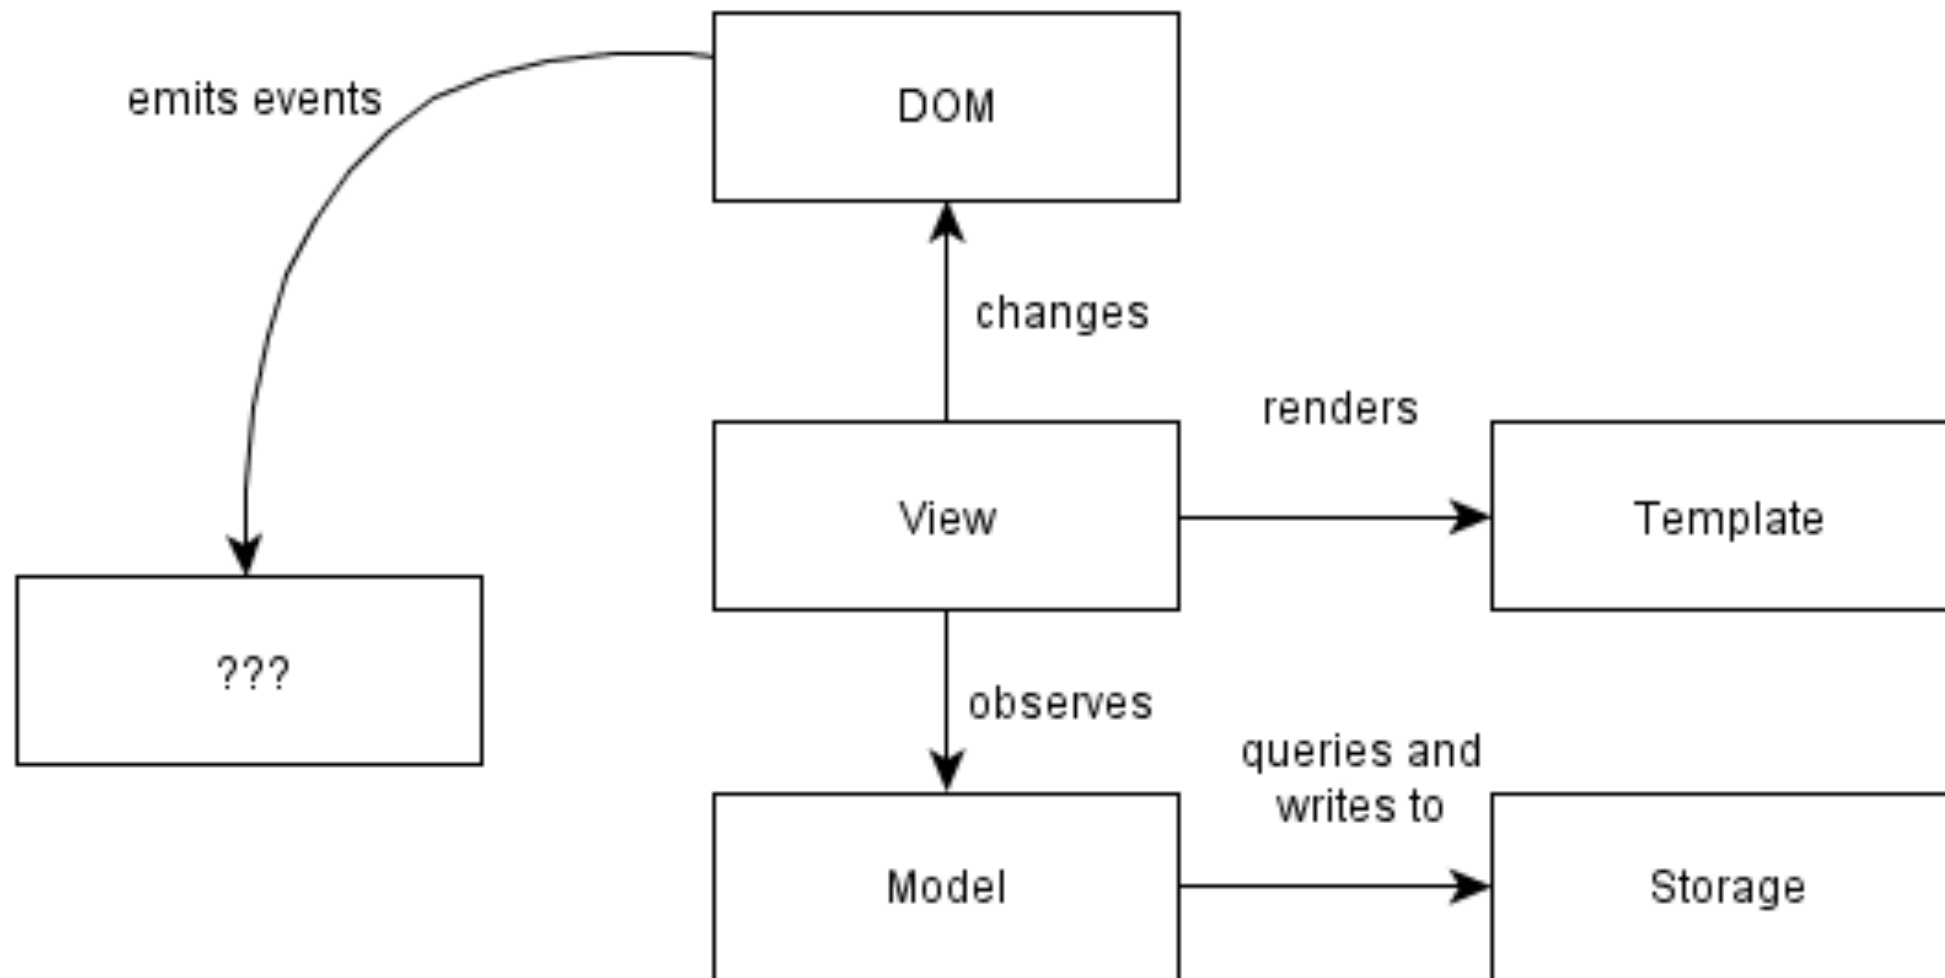 emits events
DOM
changes
renders
View
Template
???
observes
queries and
writes to
Model
Storage